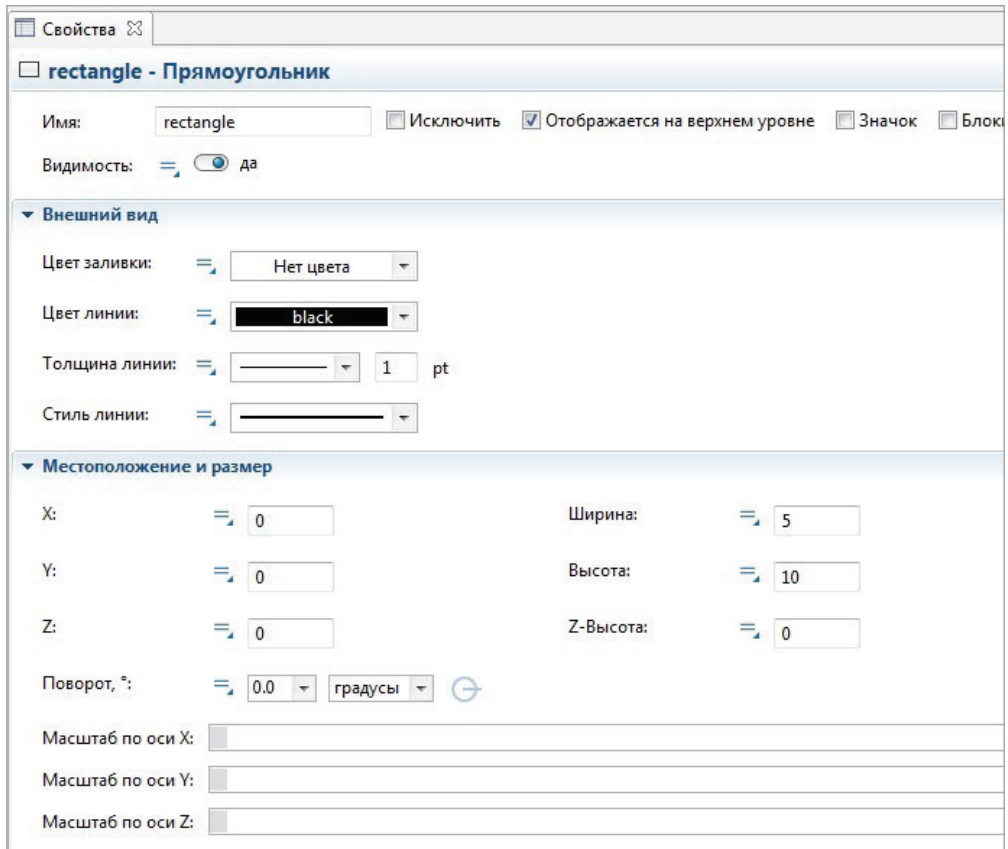 Свойства
rectangle - Прямоугольник
Имя: rectangle Исключить Отображается на верхнем уровне Значок Блоки
Видимость: да
Внешний вид
Цвет заливки: Нет цвета
Цвет линии: black
Толщина линии: 1 pt
Стиль линии:
Местоположение и размер
X: 0 Ширина: 5
Y: 0 Высота: 10
Z: 0 Z-Высота: 0
Поворот, °: 0.0 градусы
Масштаб по оси X:
Масштаб по оси Y:
Масштаб по оси Z: